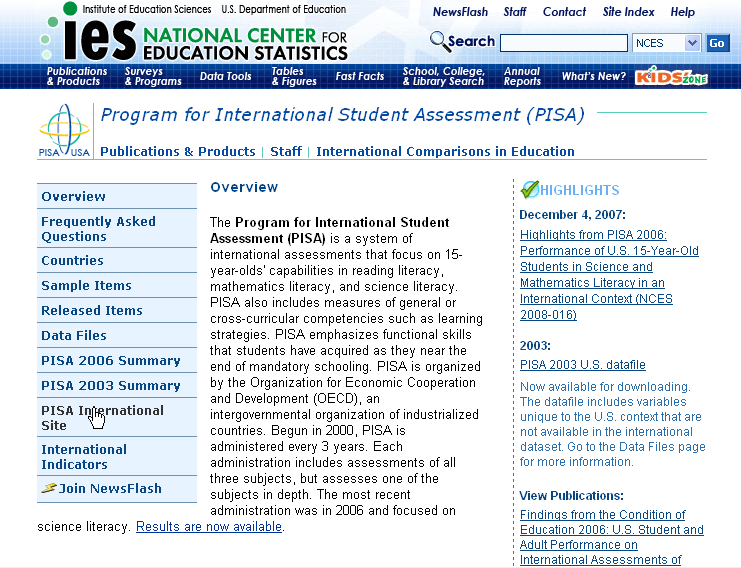 Institute of Education Sciences U.S. Department of Education
NewsFlash Staff Contact Site Index Help
ies NATIONAL CENTER FOR
EDUCATION STATISTICS
Search NCES Go
Publications & Products
Surveys & Programs
Data Tools
Tables & Figures
Fast Facts
School, College, & Library Search
Annual Reports
What's New?
KIDS' ZONE
Program for International Student Assessment (PISA)
PISA USA
Publications & Products | Staff | International Comparisons in Education
Overview
Frequently Asked
Questions
Countries
Sample Items
Released Items
Data Files
PISA 2006 Summary
PISA 2003 Summary
PISA International
Site
International
Indicators
Join NewsFlash
Overview
The Program for International Student
Assessment (PISA) is a system of
international assessments that focus on 15-
year-olds' capabilities in reading literacy,
mathematics literacy, and science literacy.
PISA also includes measures of general or
cross-curricular competencies such as learning
strategies. PISA emphasizes functional skills
that students have acquired as they near the
end of mandatory schooling. PISA is organized
by the Organization for Economic Cooperation
and Development (OECD), an
intergovernmental organization of industrialized
countries. Begun in 2000, PISA is
administered every 3 years. Each
administration includes assessments of all
three subjects, but assesses one of the
subjects in depth. The most recent
administration was in 2006 and focused on
science literacy. Results are now available.
HIGHLIGHTS
December 4, 2007:
Highlights from PISA 2006:
Performance of U.S. 15-Year-Old
Students in Science and
Mathematics Literacy in an
International Context (NCES
2008-016)
2003:
PISA 2003 U.S. datafile
Now available for downloading.
The datafile includes variables
unique to the U.S. context that are
not available in the international
dataset. Go to the Data Files page
for more information.
View Publications:
Findings from the Condition of
Education 2006: U.S. Student and
Adult Performance on
International Assessments of